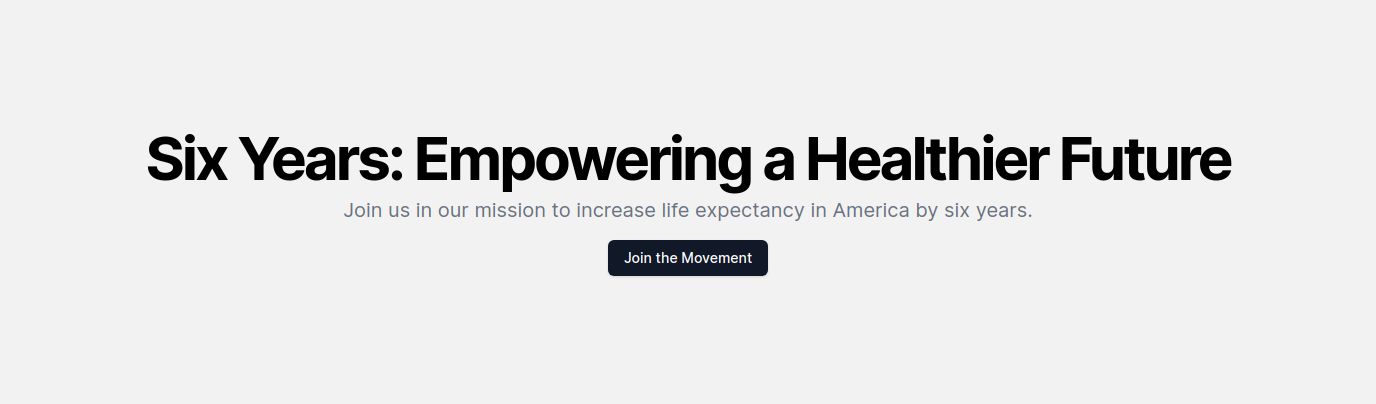 Six Years: Empowering a Healthier Future
Join us in our mission to increase life expectancy in America by six years.
Join the Movement